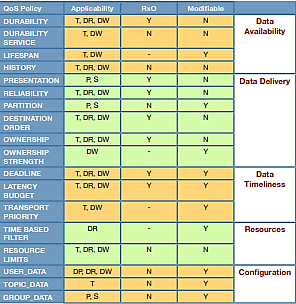 QoS Policy Applicability RxO Modifiable
DURABILITY T, DR, DW Y N Data
DURABILITY T, DW N N Availability
SERVICE
LIFESPAN T, DW - Y
HISTORY T, DR, DW N N
PRESENTATION P, S Y N Data Delivery
RELIABILITY T, DR, DW Y N
PARTITION P, S N Y
DESTINATION T, DR, DW Y N
ORDER
OWNERSHIP T, DR, DW Y N
OWNERSHIP DW - Y
STRENGTH
DEADLINE T, DR, DW Y Y Data
LATENCY T, DR, DW Y Y Timeliness
BUDGET
TRANSPORT T, DW - Y
PRIORITY
TIME BASED DR - Y Resources
FILTER
RESOURCE T, DR, DW N N
LIMITS
USER_DATA DP, DR, DW N Y Configuration
TOPIC_DATA T N Y
GROUP_DATA P, S N Y